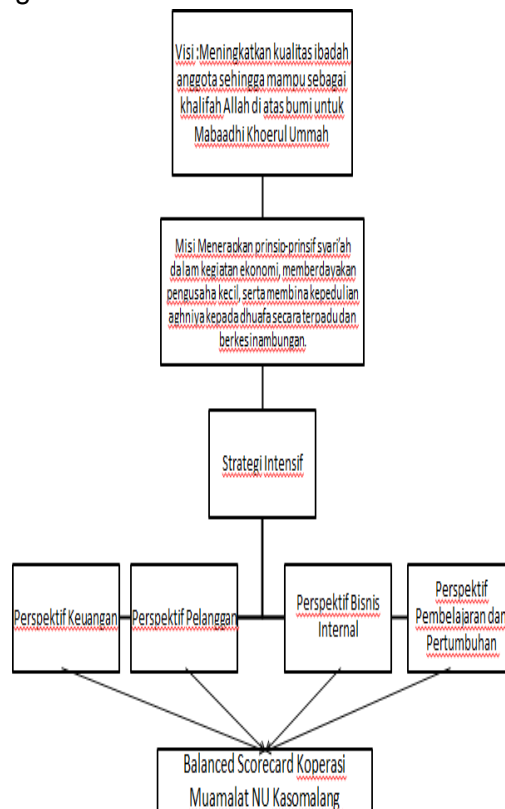 g
Visi :Meningkatkan kualitas ibadah
anggota sehingga mampu sebagai
khalifah Allah di atas bumi untuk
Mabaadhi Khoerul Ummah
Misi Menerapkan prinsip-prinsif syari'ah
dalam kegiatan ekonomi, memberdayakan
pengusaha kecil, serta membina kepedulian
aghniya kepada dhuafa secara terpadu dan
berkesinambungan.
Strategi Intensif
Perspektif Keuangan
Perspektif Pelanggan
Perspektif Bisnis
Internal
Perspektif
Pembelajaran dan
Pertumbuhan
Balanced Scorecard Koperasi
Muamalat NU Kasomalang